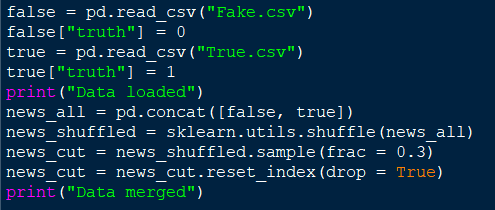 false = pd.read_csv("Fake.csv")
false["truth"] = 0
true = pd.read_csv("True.csv")
true["truth"] = 1
print("Data loaded")
news_all = pd.concat([false, true])
news_shuffled = sklearn.utils.shuffle(news_all)
news_cut = news_shuffled.sample(frac = 0.3)
news_cut = news_cut.reset_index(drop = True)
print("Data merged")